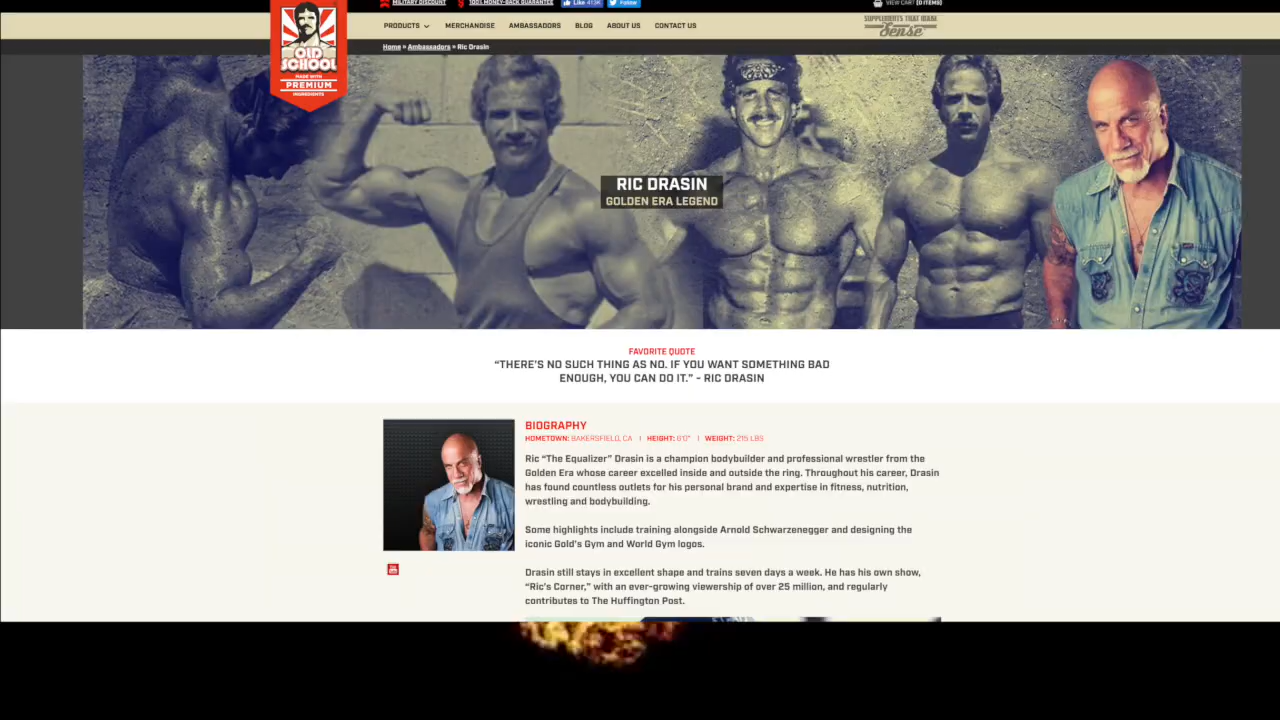 MILITARY DISCOUNT
100% MONEY-BACK GUARANTEE
Like 413K
Follow
VIEW CART (0 ITEMS)
PRODUCTS
MERCHANDISE
AMBASSADORS
BLOG
ABOUT US
CONTACT US
SUPPLEMENTS THAT MAKE
Sense
OLD
SCHOOL
MADE WITH
PREMIUM
INGREDIENTS
Home » Ambassadors » Ric Drasin
RIC DRASIN
GOLDEN ERA LEGEND
FAVORITE QUOTE
“THERE'S NO SUCH THING AS NO. IF YOU WANT SOMETHING BAD
ENOUGH, YOU CAN DO IT.” - RIC DRASIN
BIOGRAPHY
HOMETOWN: BAKERSFIELD, CA | HEIGHT: 6'0" | WEIGHT: 215 LBS
Ric “The Equalizer” Drasin is a champion bodybuilder and professional wrestler from the
Golden Era whose career excelled inside and outside the ring. Throughout his career, Drasin
has found countless outlets for his personal brand and expertise in fitness, nutrition,
wrestling and bodybuilding.
Some highlights include training alongside Arnold Schwarzenegger and designing the
iconic Gold's Gym and World Gym logos.
Drasin still stays in excellent shape and trains seven days a week. He has his own show,
“Ric's Corner,” with an ever-growing viewership of over 25 million, and regularly
contributes to The Huffington Post.